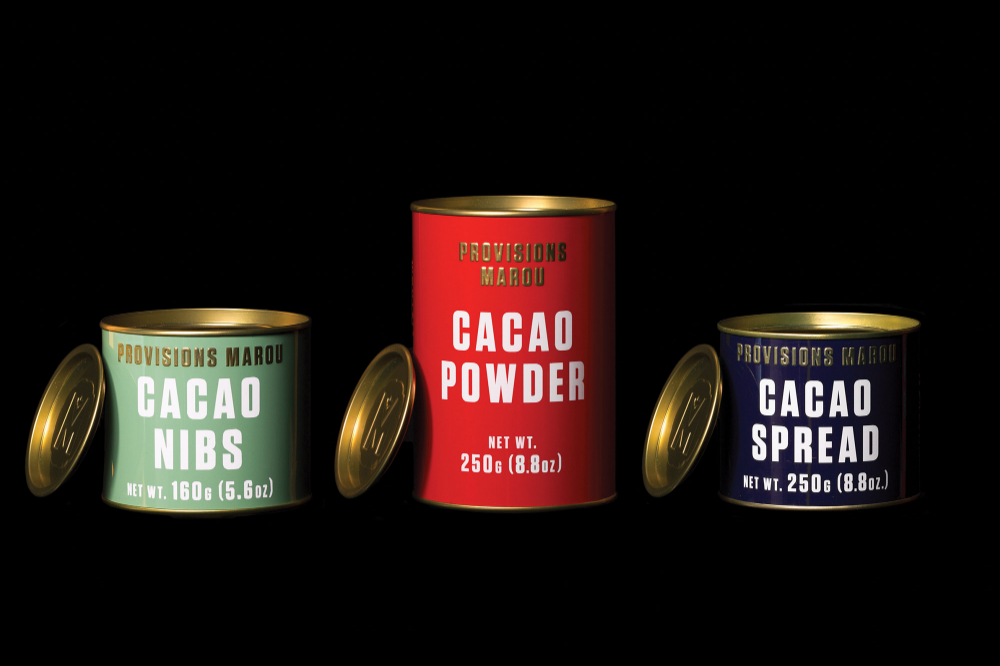 PROVISIONS MAROU
CACAO
NIBS
NET WT. 160G (5.6oz)
PROVISIONS
MAROU
CACAO
POWDER
NET WT.
250G (8.8oz)
PROVISIONS MAROU
CACAO
SPREAD
NET WT. 250G (8.8oz.)